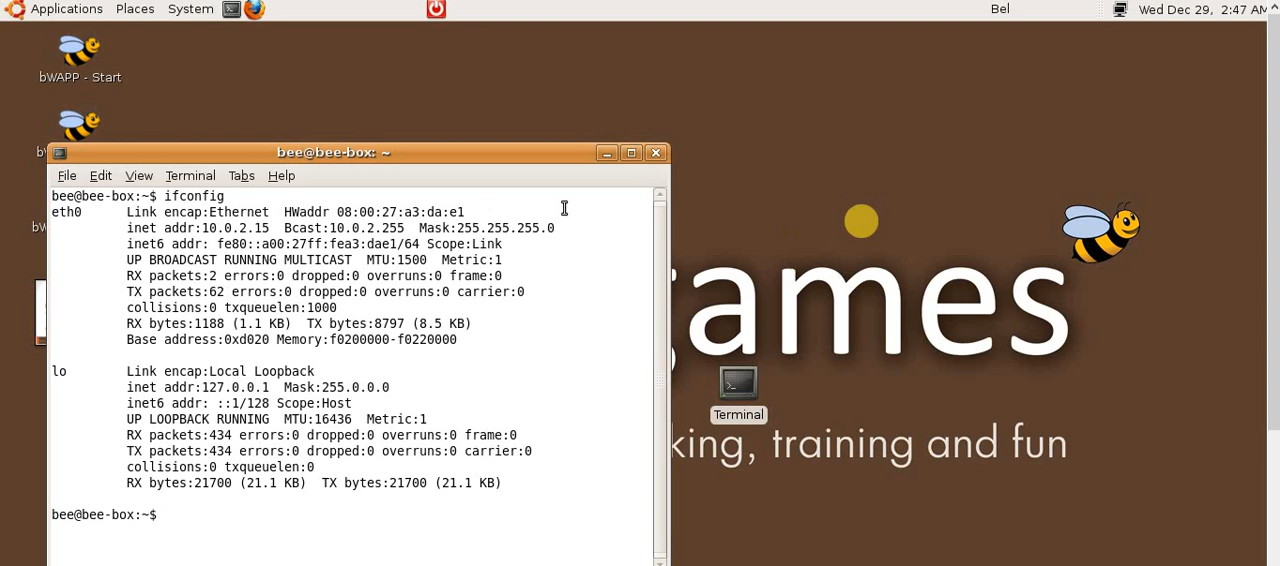 Applications Places System Bel Wed Dec 29, 2:47 AM
bWAPP - Start
bee@bee-box: ~
File Edit View Terminal Tabs Help
bee@bee-box:~$ ifconfig
eth0 Link encap:Ethernet HWaddr 08:00:27:a3:da:e1
inet addr:10.0.2.15 Bcast:10.0.2.255 Mask:255.255.255.0
inet6 addr: fe80::a00:27ff:fea3:dae1/64 Scope:Link
UP BROADCAST RUNNING MULTICAST MTU:1500 Metric:1
RX packets:2 errors:0 dropped:0 overruns:0 frame:0
TX packets:62 errors:0 dropped:0 overruns:0 carrier:0
collisions:0 txqueuelen:1000
RX bytes:1188 (1.1 KB) TX bytes:8797 (8.5 KB)
Base address:0xd020 Memory:f0200000-f0220000
lo Link encap:Local Loopback
inet addr:127.0.0.1 Mask:255.0.0.0
inet6 addr: ::1/128 Scope:Host
UP LOOPBACK RUNNING MTU:16436 Metric:1
RX packets:434 errors:0 dropped:0 overruns:0 frame:0
TX packets:434 errors:0 dropped:0 overruns:0 carrier:0
collisions:0 txqueuelen:0
RX bytes:21700 (21.1 KB) TX bytes:21700 (21.1 KB)
bee@bee-box:~$
games
Terminal
king, training and fun